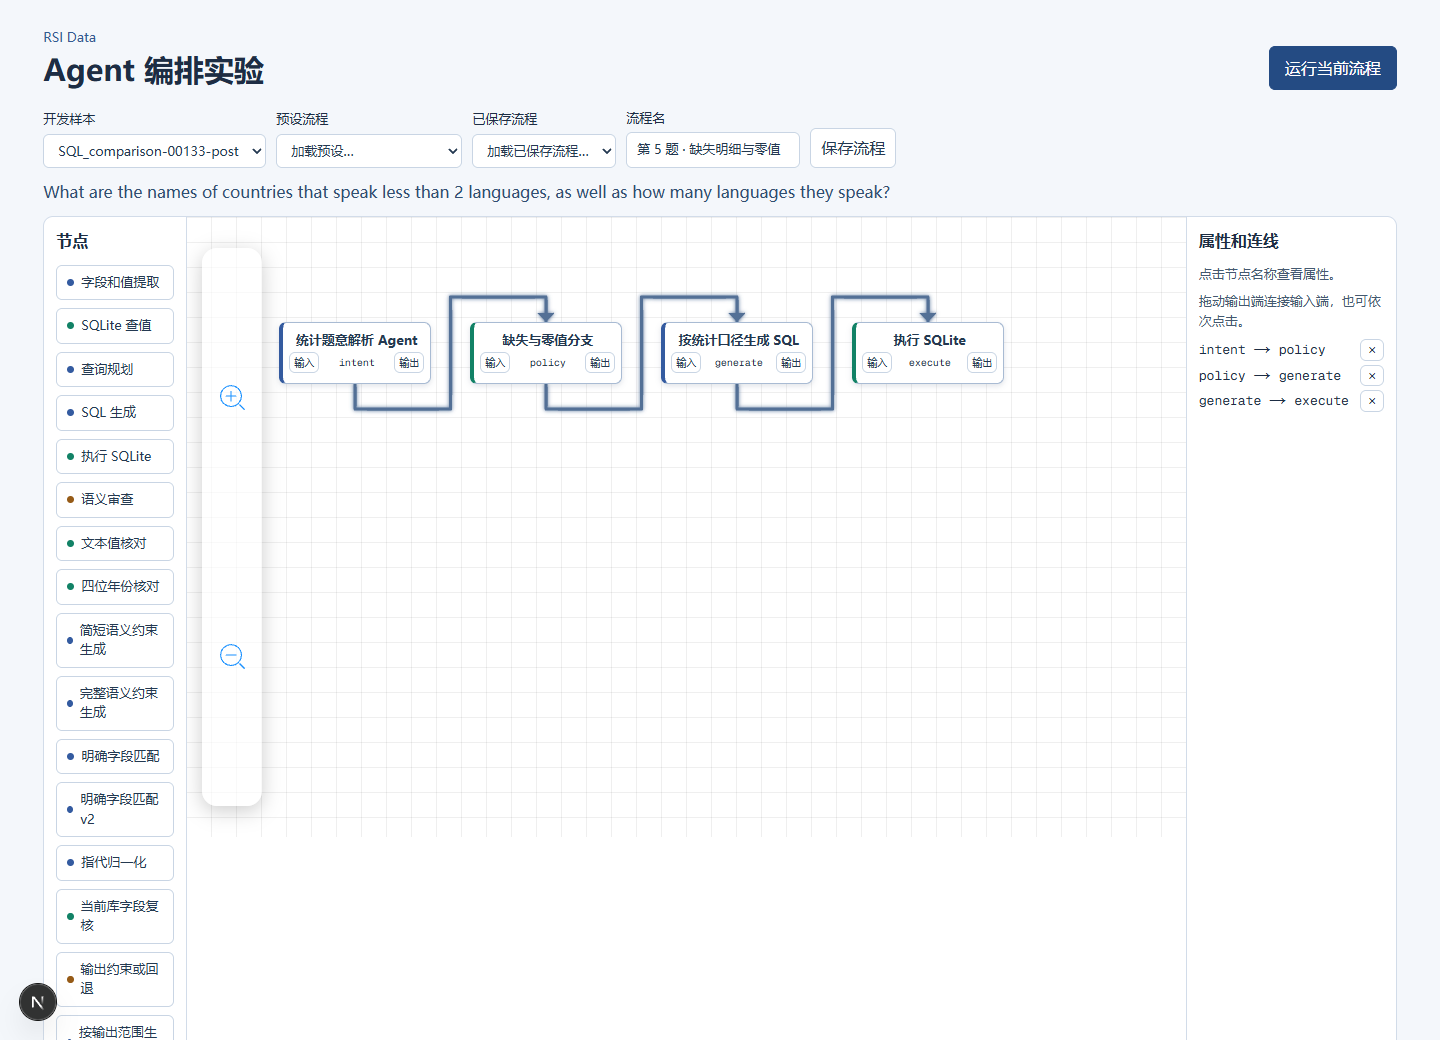 RSI Data
Agent 编排实验
运行当前流程
开发样本
预设流程
已保存流程
流程名
SQL_comparison-00133-post
加载预设...
加载已保存流程...
第 5 题 · 缺失明细与零值
保存流程
What are the names of countries that speak less than 2 languages, as well as how many languages they speak?
节点
字段和值提取
SQLite 查值
查询规划
SQL 生成
执行 SQLite
语义审查
文本值核对
四位年份核对
简短语义约束
生成
完整语义约束
生成
明确字段匹配
明确字段匹配
v2
指代归一化
当前库字段复
核
输出约束或回
退
按输出范围生
统计题意解析 Agent
输入 intent 输出
缺失与零值分支
输入 policy 输出
按统计口径生成 SQL
输入 generate 输出
执行 SQLite
输入 execute 输出
属性和连线
点击节点名称查看属性。
拖动输出端连接输入端，也可依
次点击。
intent → policy ×
policy → generate ×
generate → execute ×
N